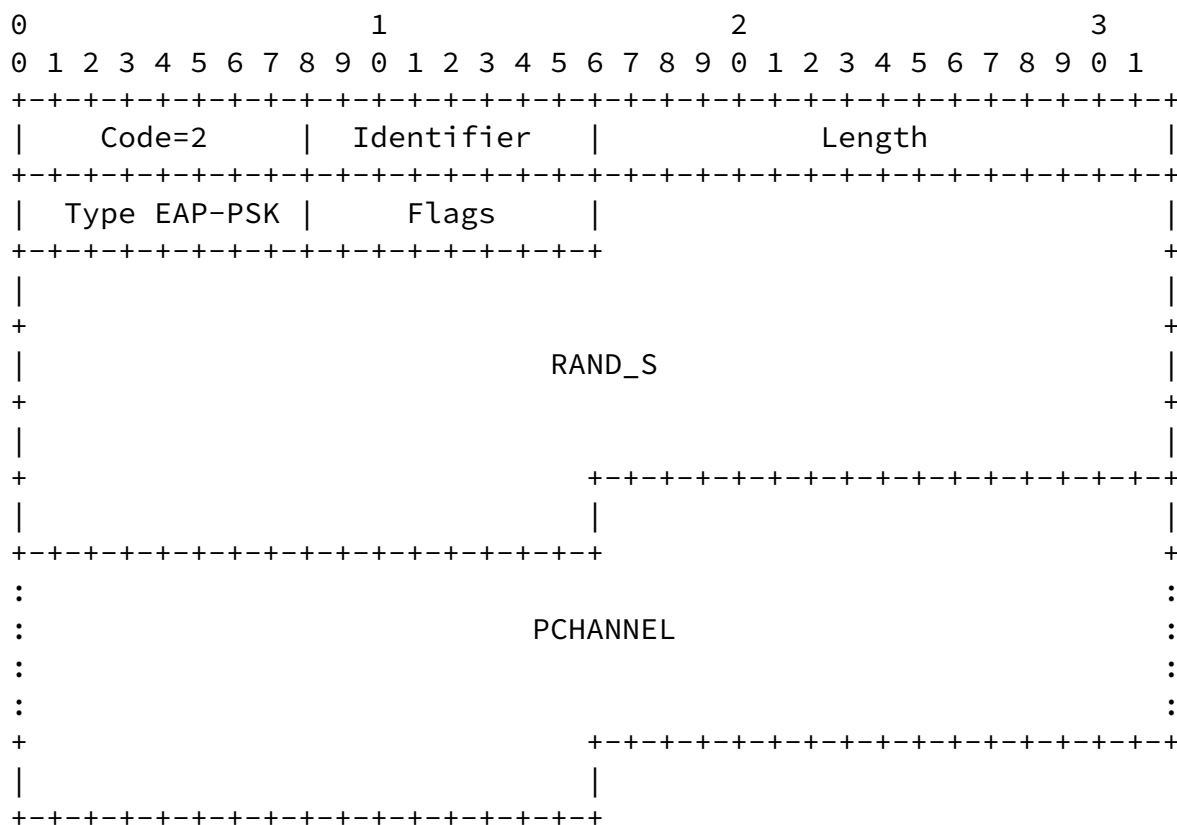 0                   1                   2                   3
0 1 2 3 4 5 6 7 8 9 0 1 2 3 4 5 6 7 8 9 0 1 2 3 4 5 6 7 8 9 0 1
+-+-+-+-+-+-+-+-+-+-+-+-+-+-+-+-+-+-+-+-+-+-+-+-+-+-+-+-+-+-+-+-+
|    Code=2     |  Identifier   |            Length             |
+-+-+-+-+-+-+-+-+-+-+-+-+-+-+-+-+-+-+-+-+-+-+-+-+-+-+-+-+-+-+-+-+
|  Type EAP-PSK |     Flags     |                               |
+-+-+-+-+-+-+-+-+-+-+-+-+-+-+-+-+                               +
|                                                               |
+                                                               +
|                             RAND_S                            |
+                                                               +
|                                                               |
+                               +-+-+-+-+-+-+-+-+-+-+-+-+-+-+-+-+
|                               |                               |
+-+-+-+-+-+-+-+-+-+-+-+-+-+-+-+-+                               +
:                                                               :
:                            PCHANNEL                           :
:                                                               :
:                                                               :
+                               +-+-+-+-+-+-+-+-+-+-+-+-+-+-+-+-+
|                               |
+-+-+-+-+-+-+-+-+-+-+-+-+-+-+-+-+